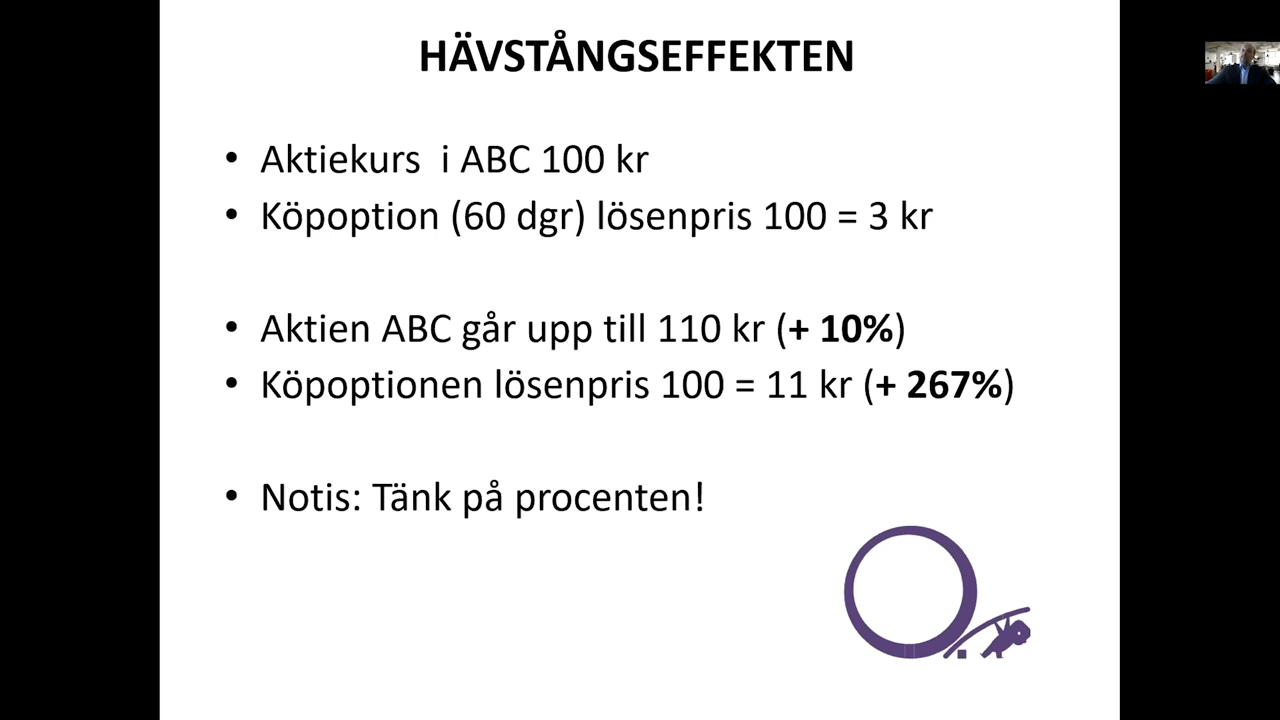 HÄVSTÅNGSEFFEKTEN
• Aktiekurs i ABC 100 kr
• Köpoption (60 dgr) lösenpris 100 = 3 kr
• Aktien ABC går upp till 110 kr (+ 10%)
• Köpoptionen lösenpris 100 = 11 kr (+ 267%)
• Notis: Tänk på procenten!